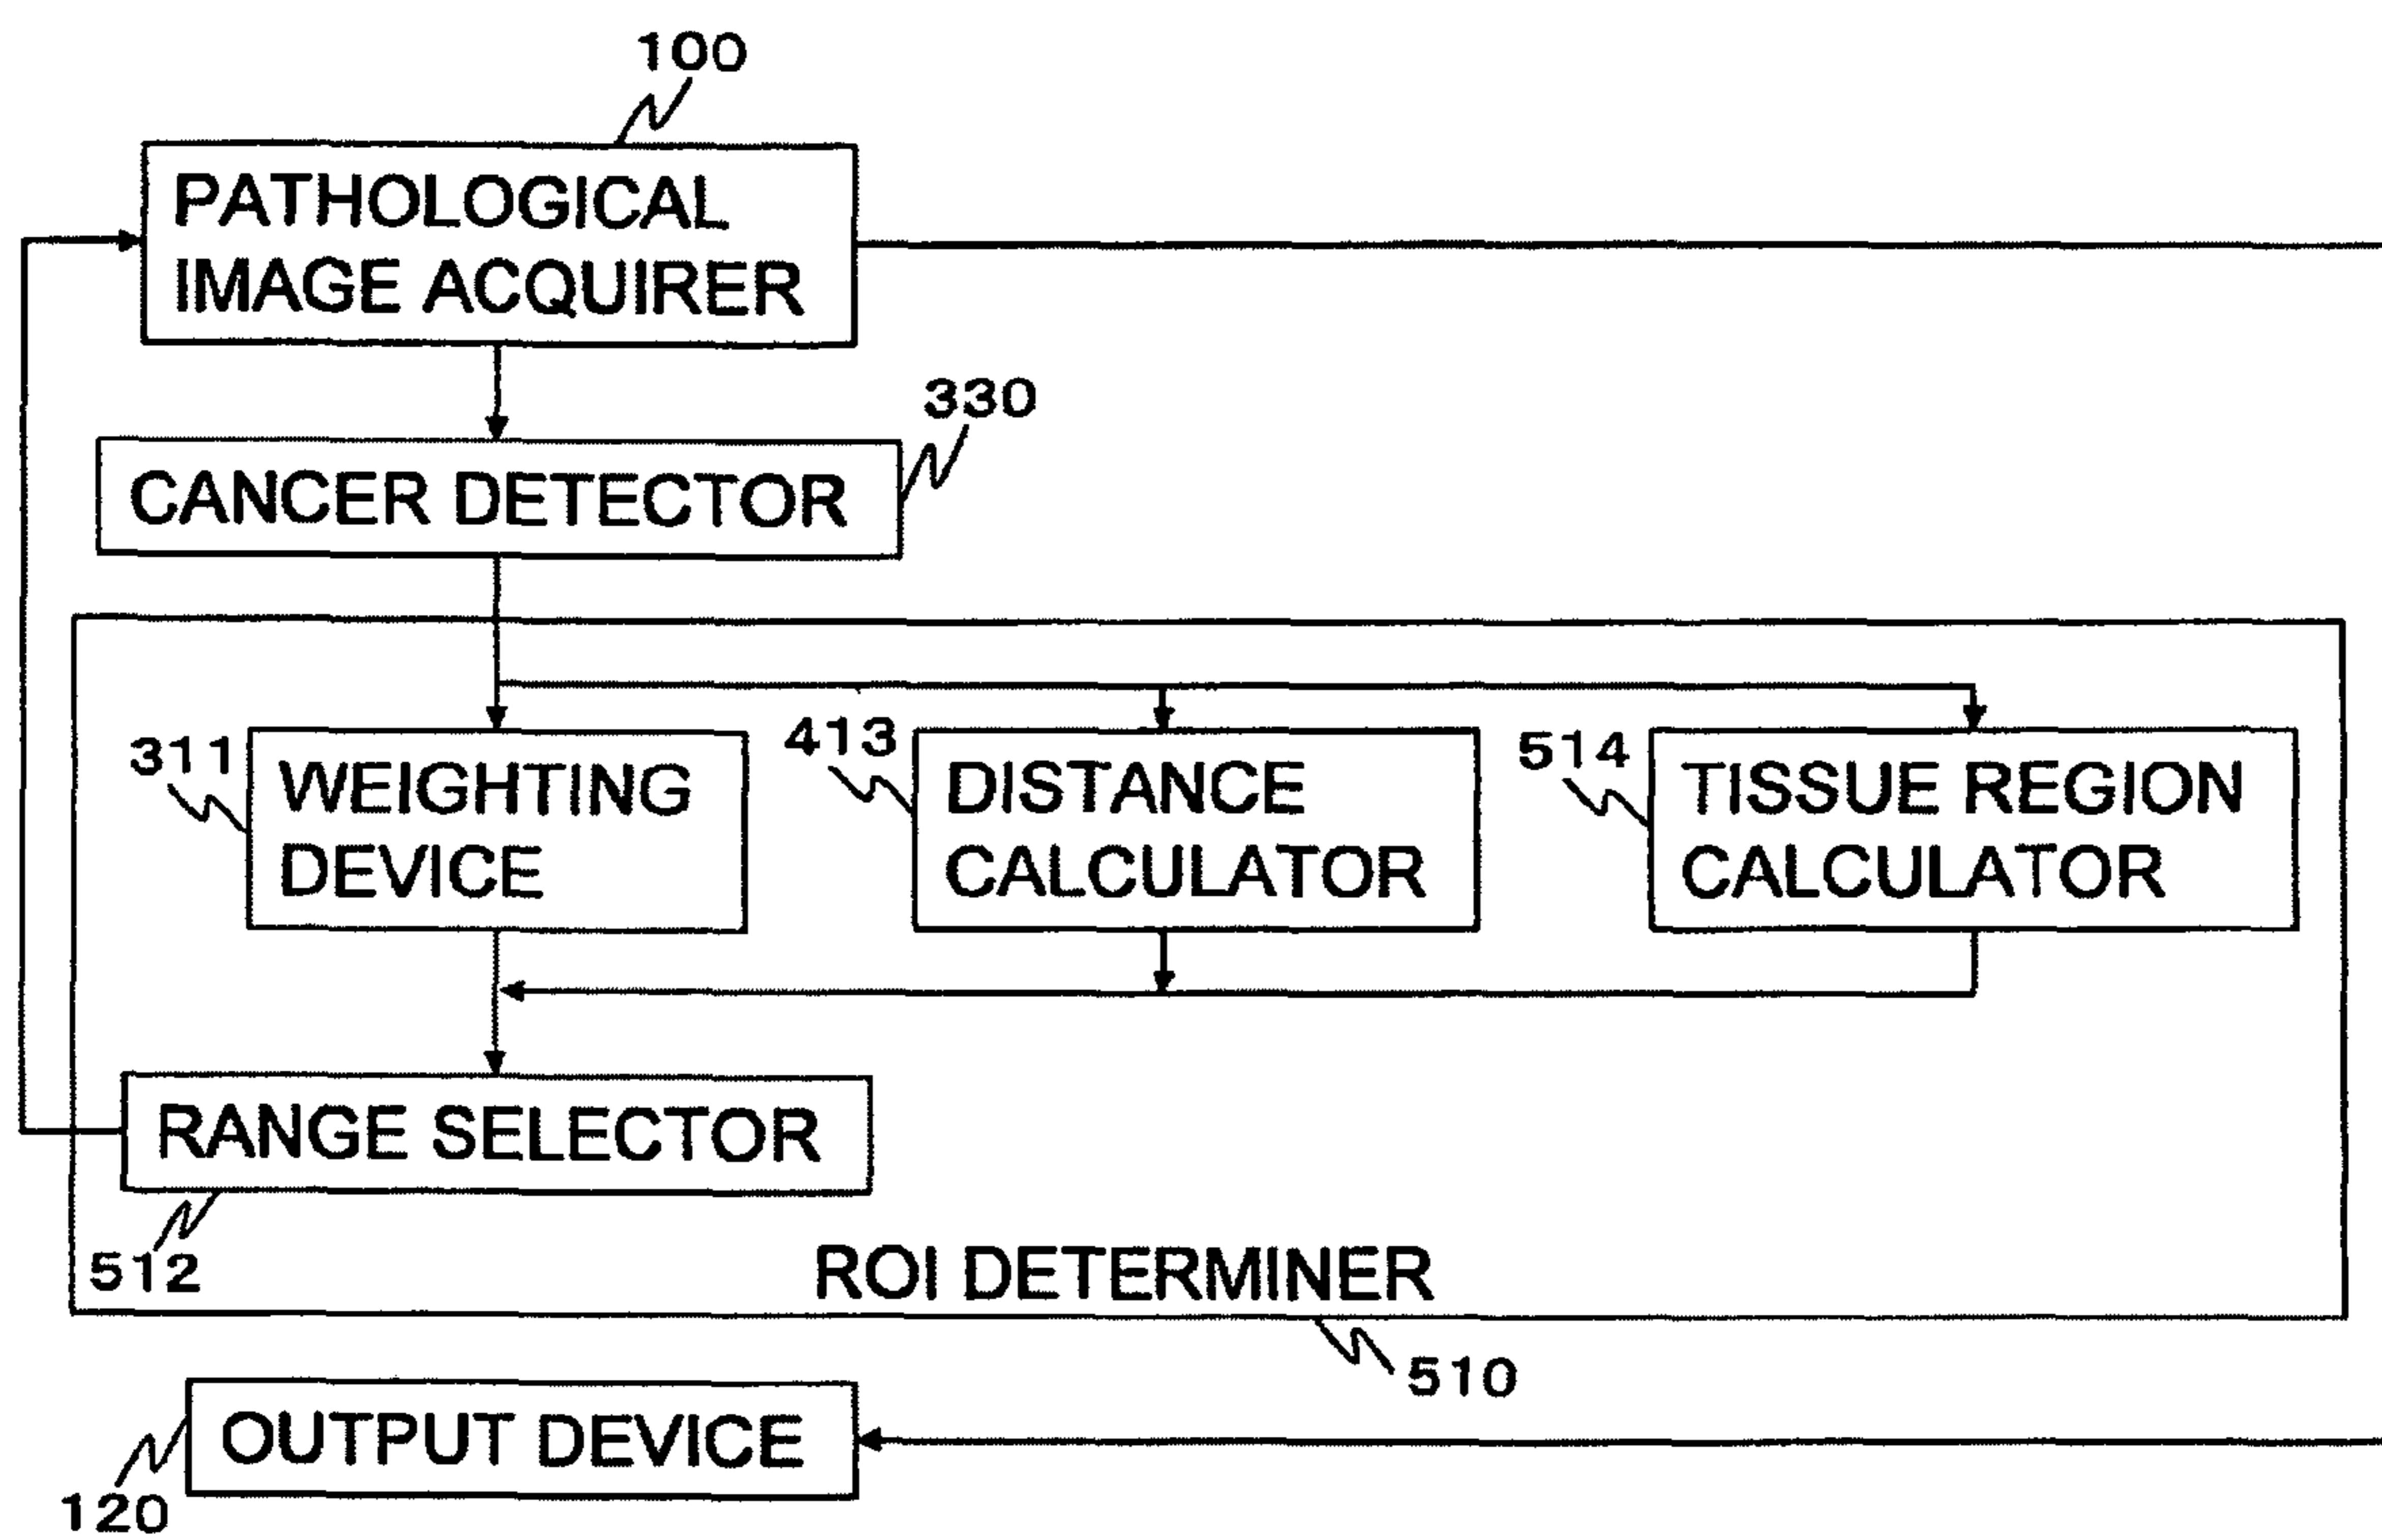 100
PATHOLOGICAL
IMAGE ACQUIRER
330
CANCER DETECTOR
311
WEIGHTING
DEVICE
413
DISTANCE
CALCULATOR
514
TISSUE REGION
CALCULATOR
RANGE SELECTOR
512
ROI DETERMINER
510
OUTPUT DEVICE
120